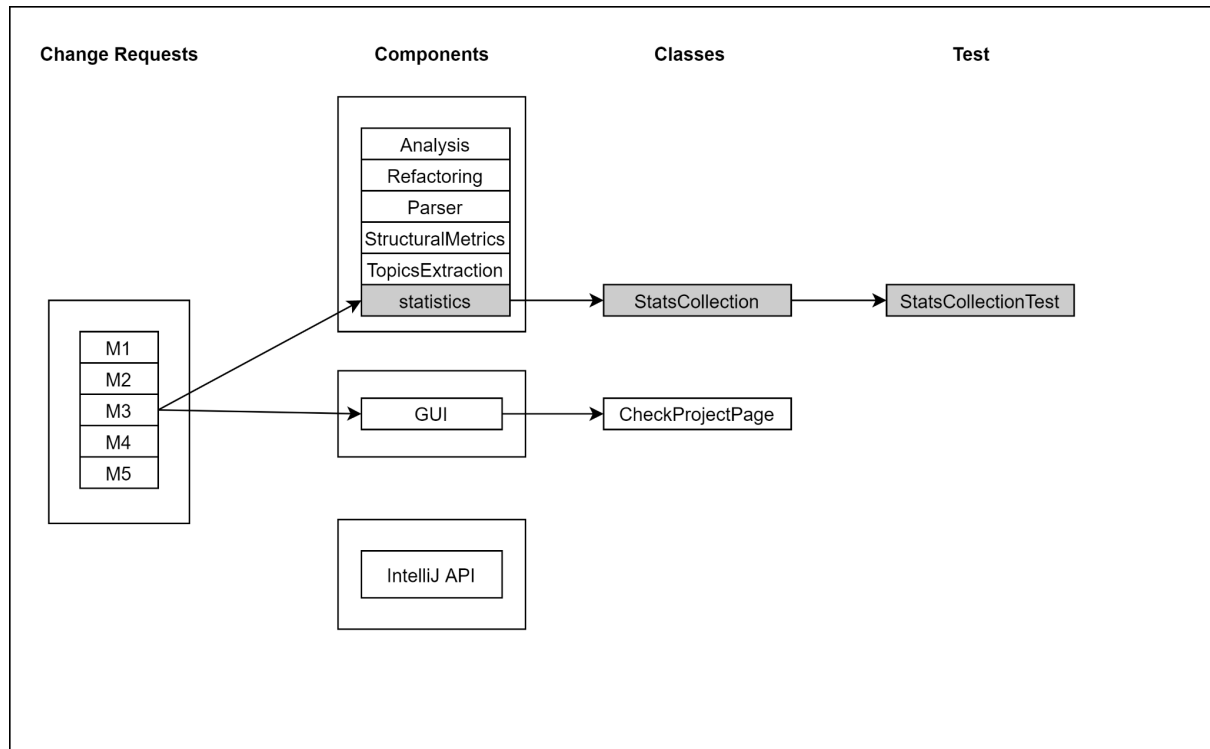 Change Requests
Components
Classes
Test
Analysis
Refactoring
Parser
StructuralMetrics
TopicsExtraction
statistics
StatsCollection
StatsCollectionTest
M1
M2
M3
M4
M5
GUI
CheckProjectPage
IntelliJ API